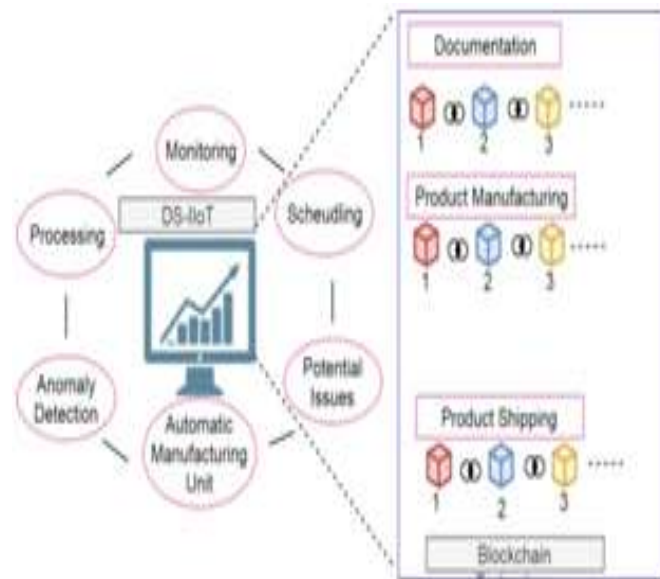 Monitoring
DS-IIoT
Scheudling
Processing
Anomaly
Detection
Potential
Issues
Automatic
Manufacturing
Unit
Documentation
1 2 3
Product Manufacturing
1 2 3
Product Shipping
1 2 3
Blockchain